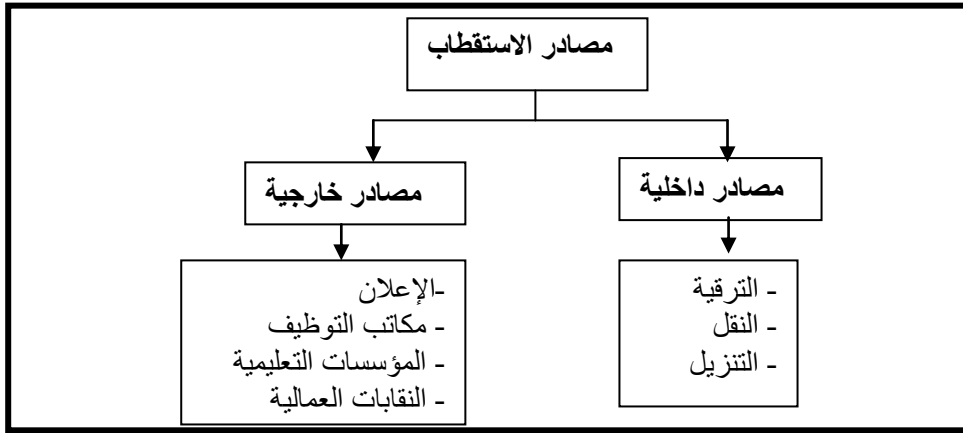 مصادر الاستقطاب
مصادر داخلية
- الترقية
- النقل
- التنزيل
مصادر خارجية
-الإعلان
- مكاتب التوظيف
- المؤسسات التعليمية
- النقابات العمالية